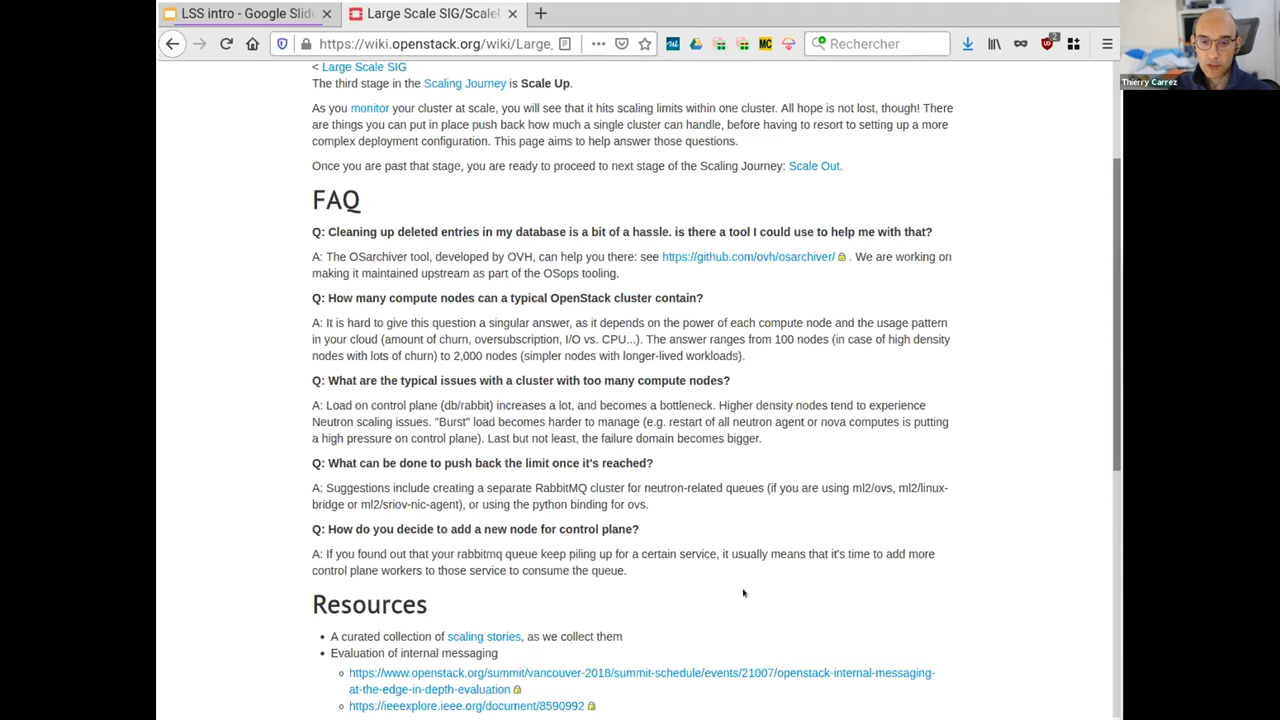 LSS intro - Google Slide
Large Scale SIG/Scale
https://wiki.openstack.org/wiki/Large_
MC
Rechercher
2
Thierry Carrez
< Large Scale SIG
The third stage in the Scaling Journey is Scale Up.
As you monitor your cluster at scale, you will see that it hits scaling limits within one cluster. All hope is not lost, though! There
are things you can put in place push back how much a single cluster can handle, before having to resort to setting up a more
complex deployment configuration. This page aims to help answer those questions.
Once you are past that stage, you are ready to proceed to next stage of the Scaling Journey: Scale Out.
FAQ
Q: Cleaning up deleted entries in my database is a bit of a hassle. is there a tool I could use to help me with that?
A: The OSarchiver tool, developed by OVH, can help you there: see https://github.com/ovh/osarchiver/ . We are working on
making it maintained upstream as part of the OSops tooling.
Q: How many compute nodes can a typical OpenStack cluster contain?
A: It is hard to give this question a singular answer, as it depends on the power of each compute node and the usage pattern
in your cloud (amount of churn, oversubscription, I/O vs. CPU...). The answer ranges from 100 nodes (in case of high density
nodes with lots of churn) to 2,000 nodes (simpler nodes with longer-lived workloads).
Q: What are the typical issues with a cluster with too many compute nodes?
A: Load on control plane (db/rabbit) increases a lot, and becomes a bottleneck. Higher density nodes tend to experience
Neutron scaling issues. "Burst" load becomes harder to manage (e.g. restart of all neutron agent or nova computes is putting
a high pressure on control plane). Last but not least, the failure domain becomes bigger.
Q: What can be done to push back the limit once it's reached?
A: Suggestions include creating a separate RabbitMQ cluster for neutron-related queues (if you are using ml2/ovs, ml2/linux-
bridge or ml2/sriov-nic-agent), or using the python binding for ovs.
Q: How do you decide to add a new node for control plane?
A: If you found out that your rabbitmq queue keep piling up for a certain service, it usually means that it's time to add more
control plane workers to those service to consume the queue.
Resources
• A curated collection of scaling stories, as we collect them
• Evaluation of internal messaging
https://www.openstack.org/summit/vancouver-2018/summit-schedule/events/21007/openstack-internal-messaging-
at-the-edge-in-depth-evaluation
https://ieeexplore.ieee.org/document/8590992